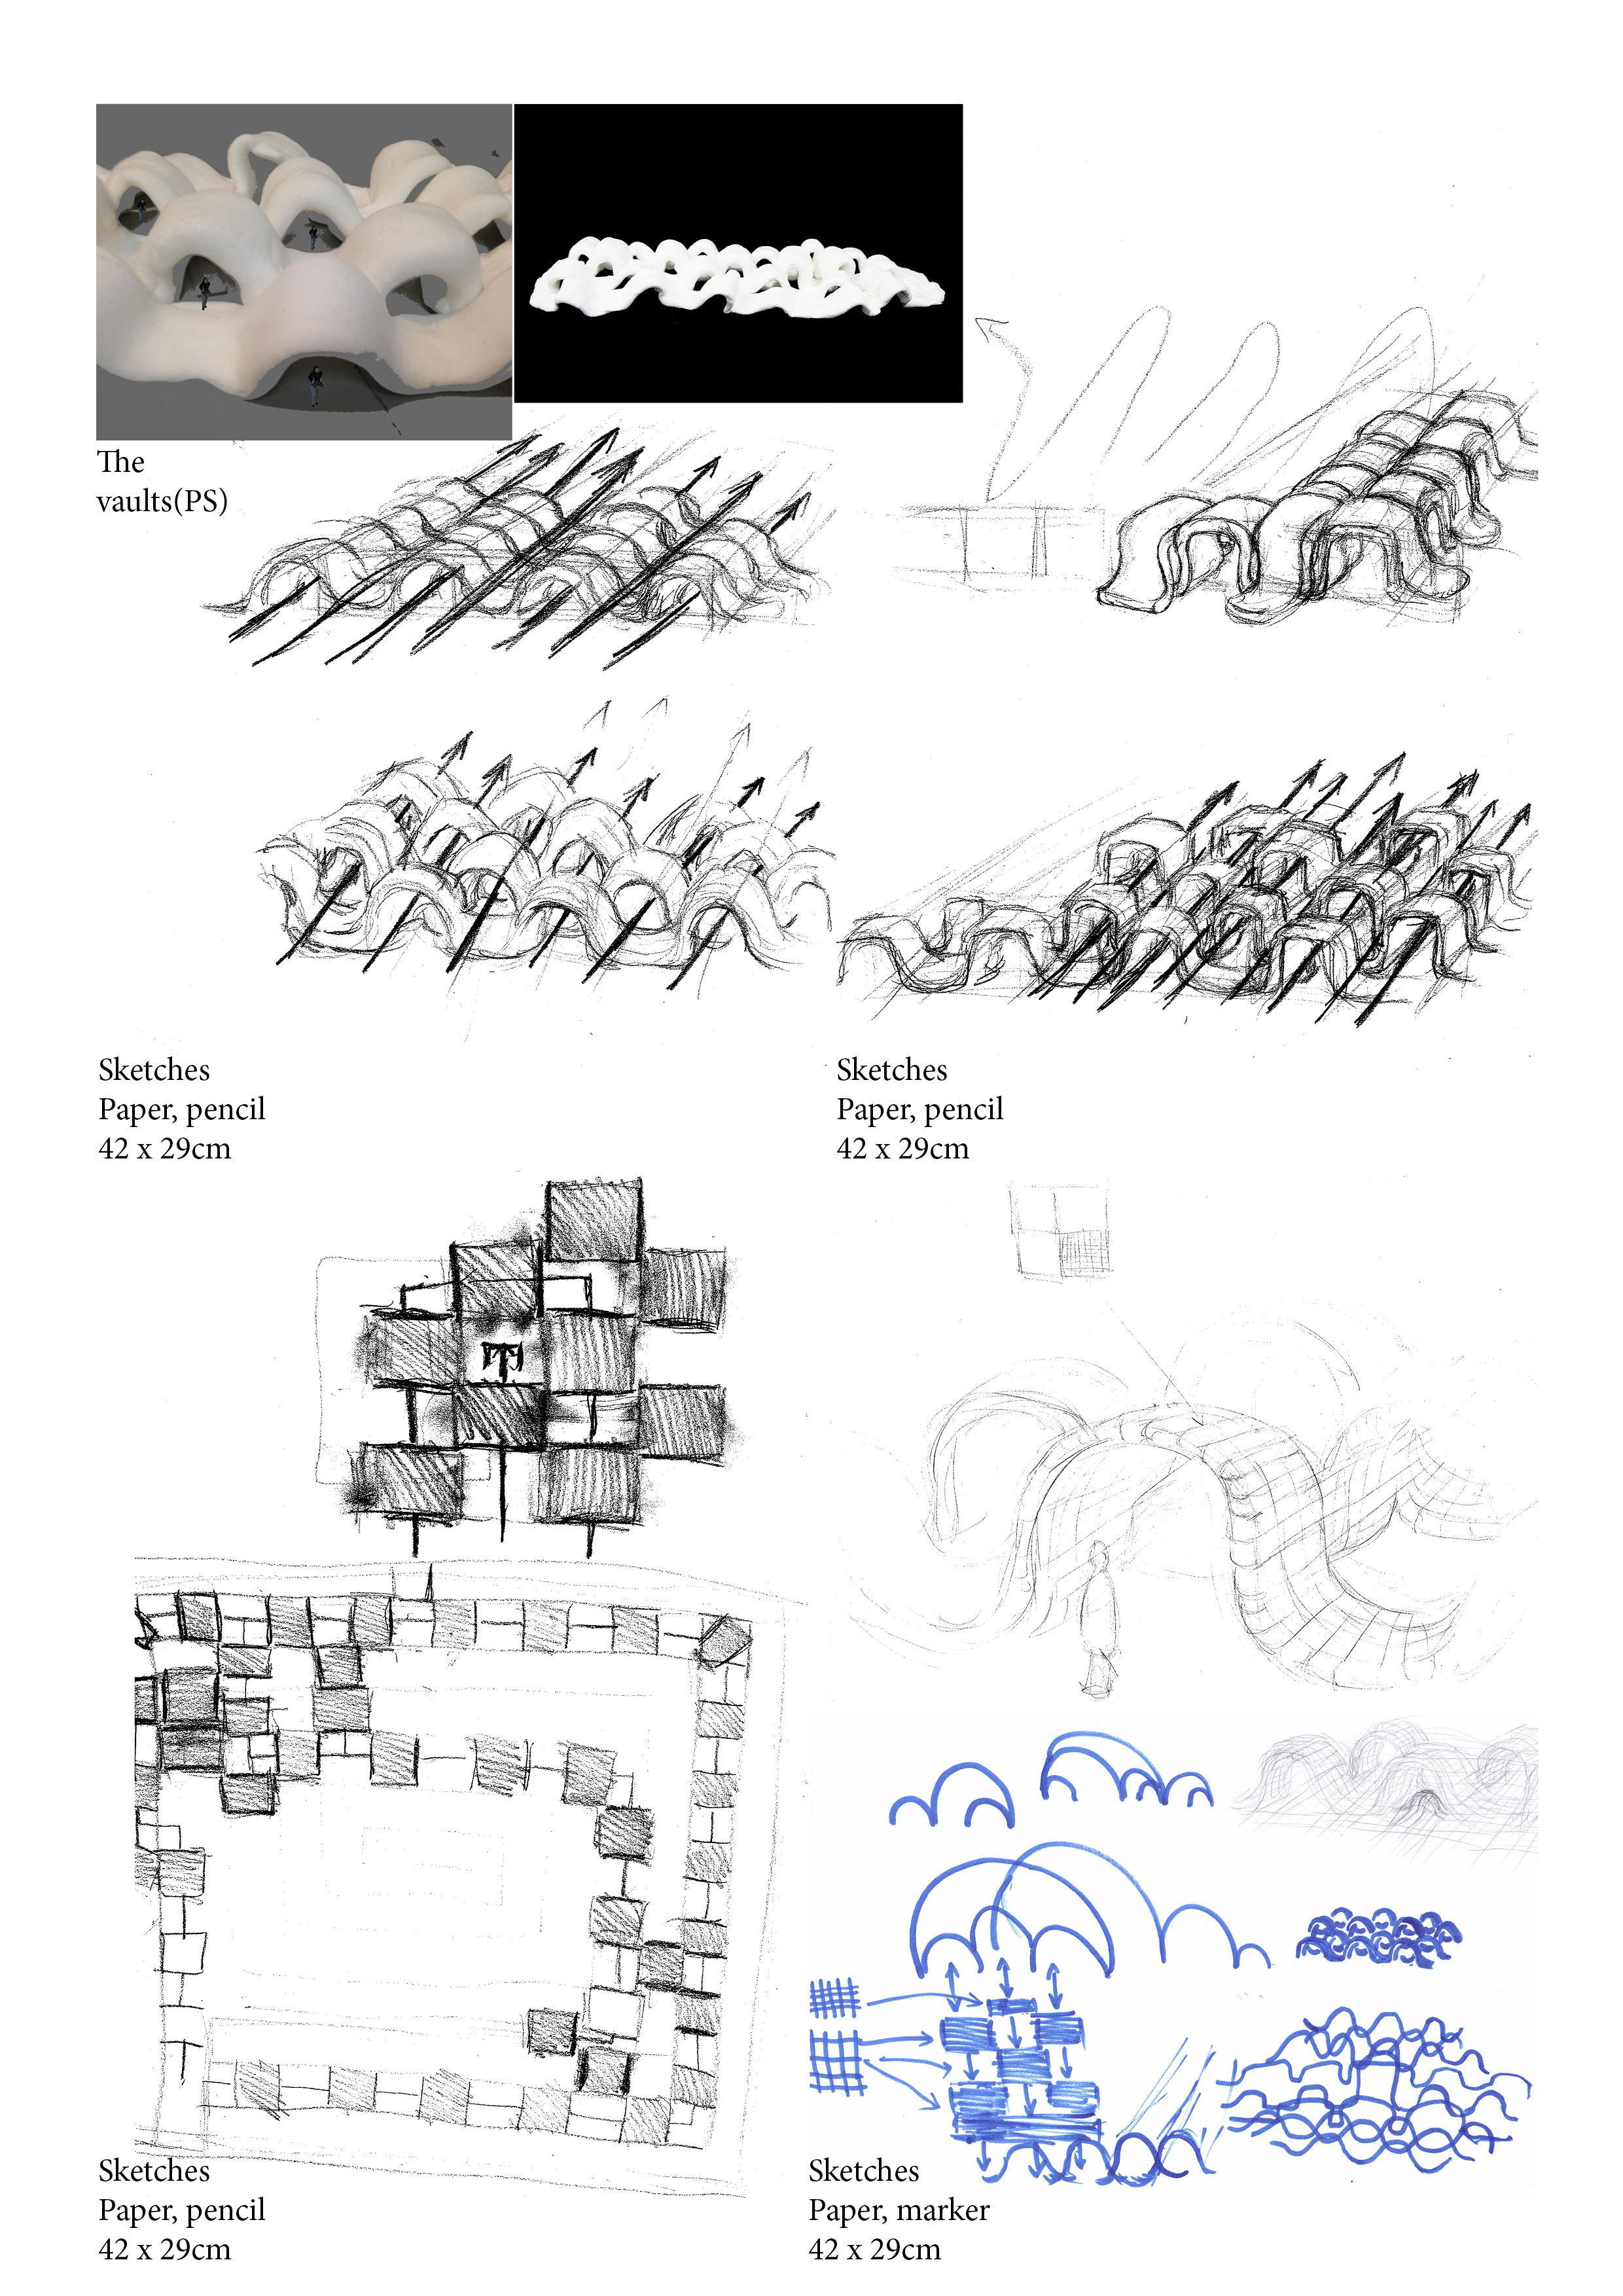 The
vaults(PS)
Sketches
Paper, pencil
42 x 29cm
Sketches
Paper, pencil
42 x 29cm
Sketches
Paper, pencil
42 x 29cm
Sketches
Paper, marker
42 x 29cm